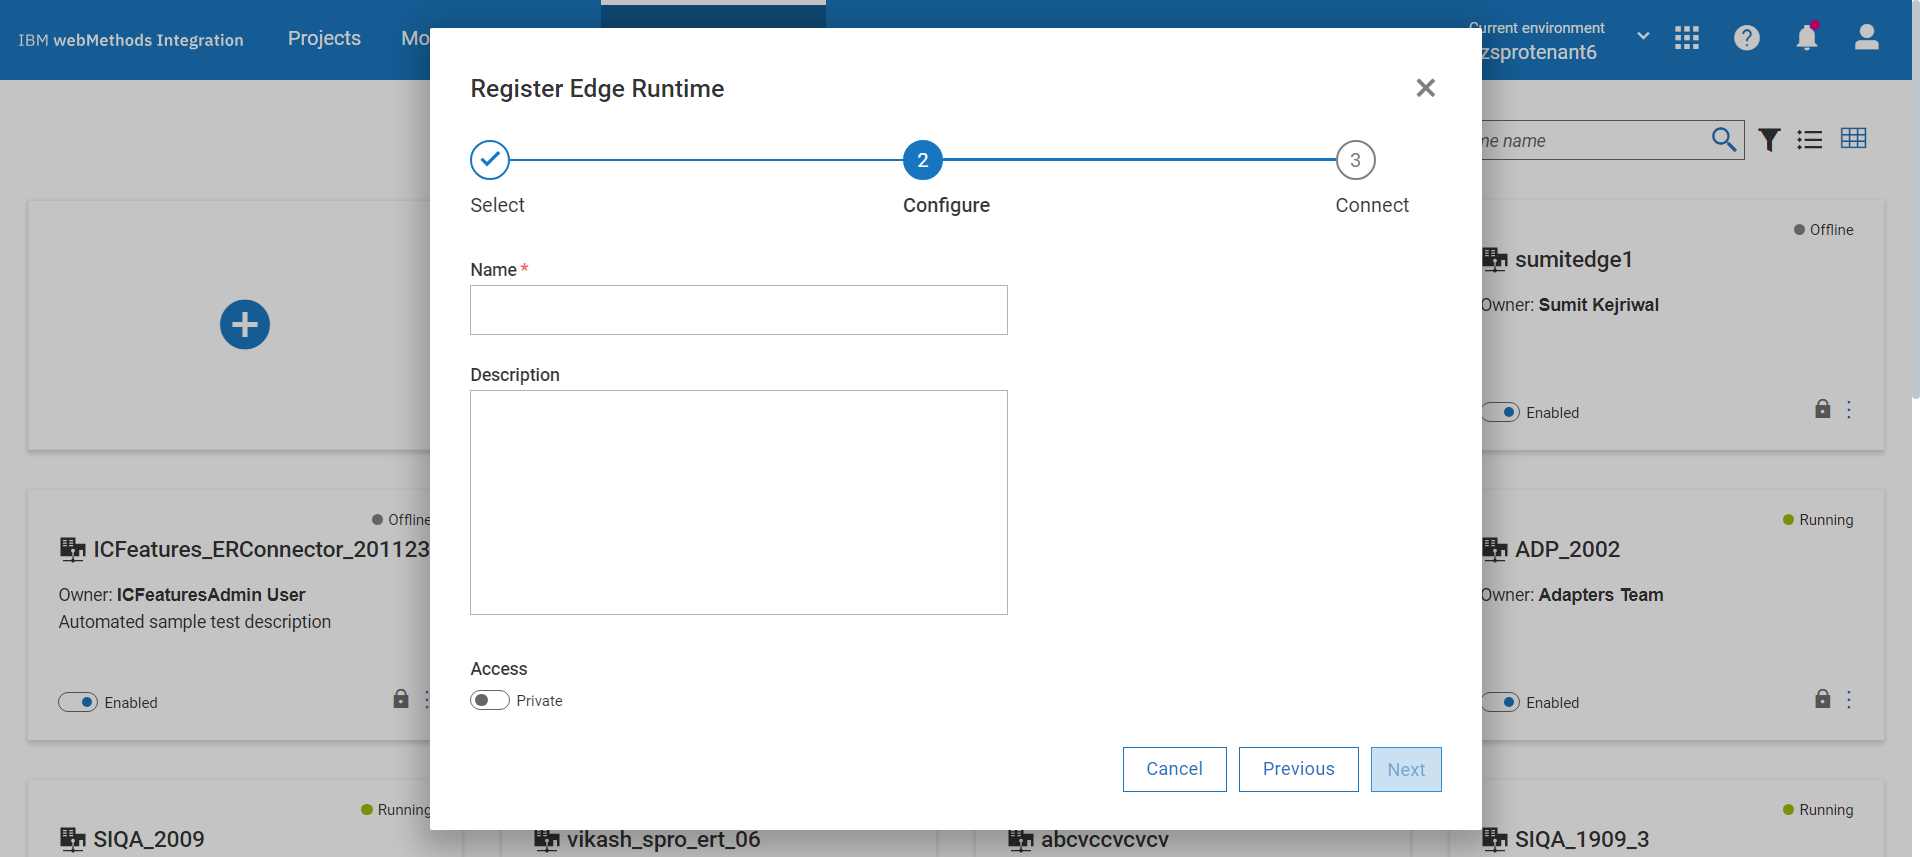 IBM webMethods Integration
Projects
Mo
Current environment
zsprotenant6
Register Edge Runtime
2
3
Select
Configure
Connect
Name *
Description
Access
Private
Cancel
Previous
Next
me name
Offline
sumitedge1
Owner: Sumit Kejriwal
Enabled
Offline
ICFeatures_ERConnector_201123
Owner: ICFeaturesAdmin User
Automated sample test description
Enabled
Running
ADP_2002
Owner: Adapters Team
Enabled
Running
SIQA_2009
vikash_spro_ert_06
abcvccvcvcv
Running
SIQA_1909_3